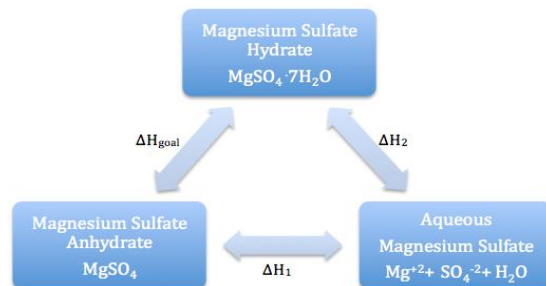 Magnesium Sulfate
Hydrate
MgSO₄·7H₂O
ΔH_goal
ΔH₂
Magnesium Sulfate
Anhydrate
MgSO₄
ΔH₁
Aqueous
Magnesium Sulfate
Mg⁺²+ SO₄⁻²+ H₂O